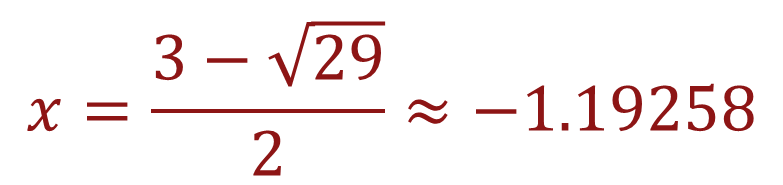 x = (3 − √29)/2 ≈ −1.19258